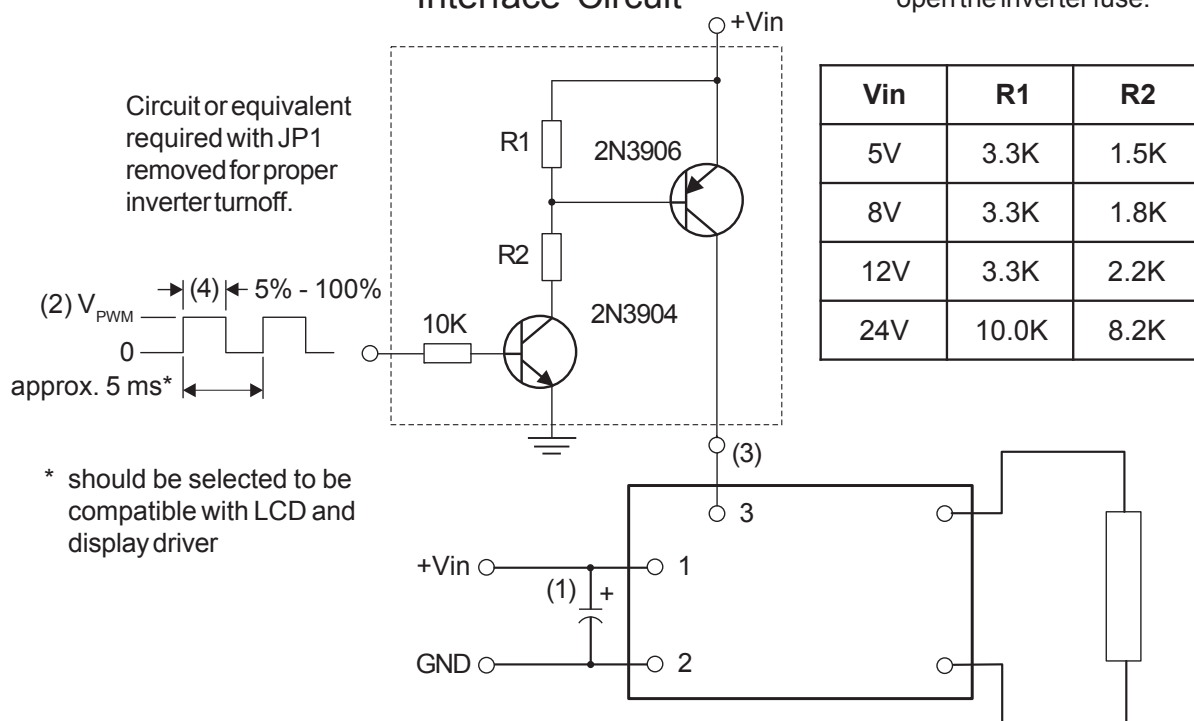 Interface Circuit
open the inverter fuse.
+Vin
Circuit or equivalent
required with JP1
removed for proper
inverter turnoff.
R1
2N3906
R2
(2) VPWM
(4)
5% - 100%
0
approx. 5 ms*
10K
2N3904
Vin R1 R2
5V 3.3K 1.5K
8V 3.3K 1.8K
12V 3.3K 2.2K
24V 10.0K 8.2K
* should be selected to be
compatible with LCD and
display driver
(3)
3
+Vin
(1)
+
1
GND
2